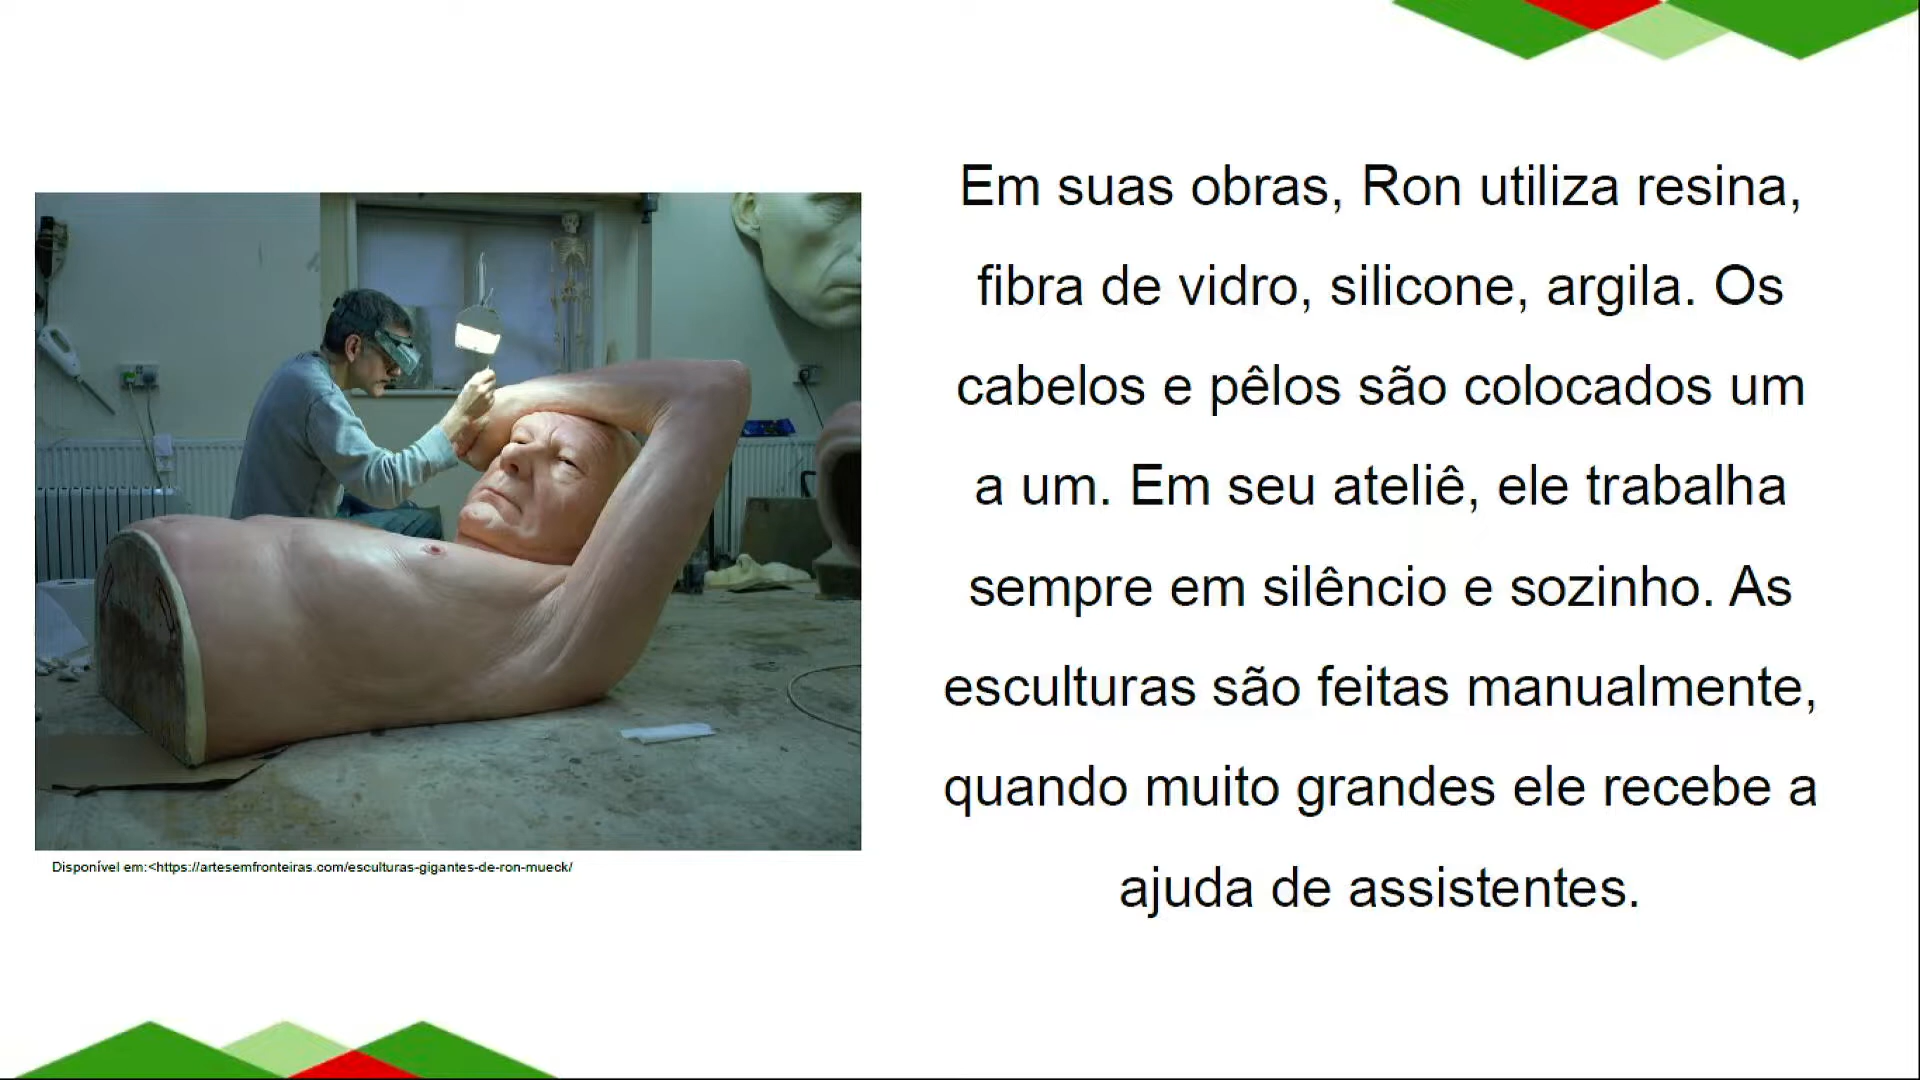 Em suas obras, Ron utiliza resina,
fibra de vidro, silicone, argila. Os
cabelos e pêlos são colocados um
a um. Em seu ateliê, ele trabalha
sempre em silêncio e sozinho. As
esculturas são feitas manualmente,
quando muito grandes ele recebe a
ajuda de assistentes.
Disponível em:<https://artesemfronteiras.com/esculturas-gigantes-de-ron-mueck/